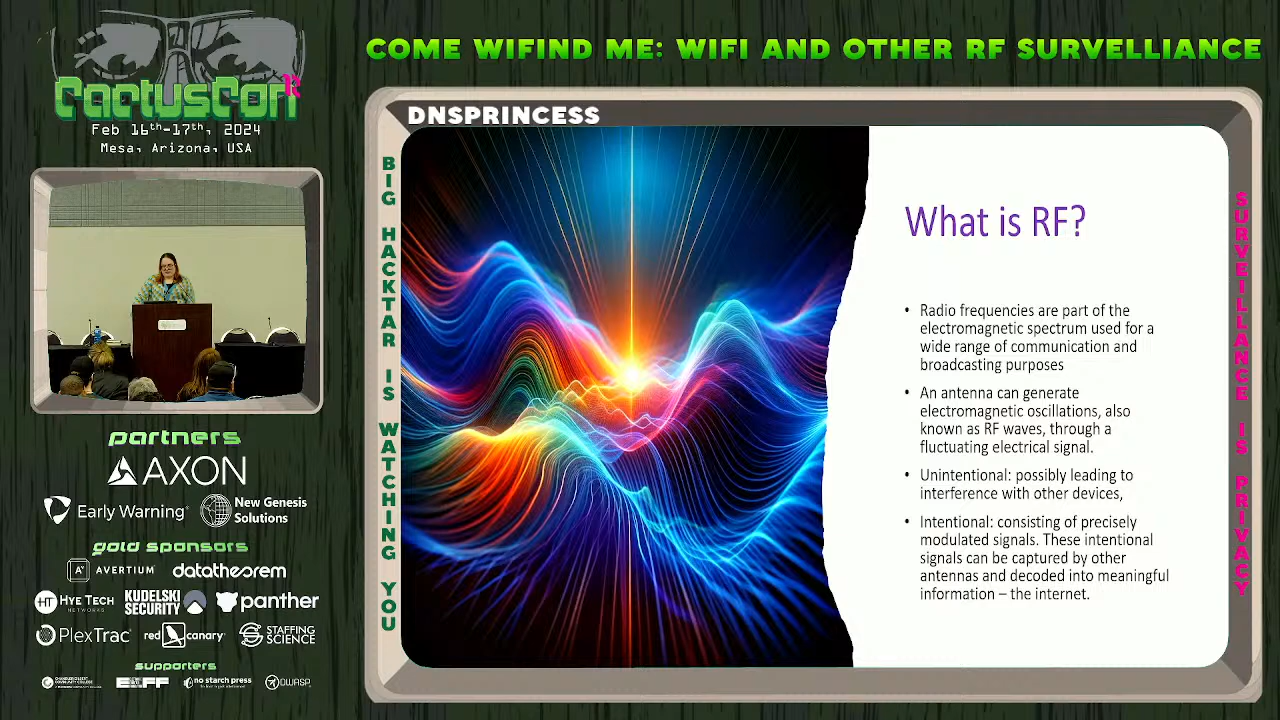 COME WIFIND ME: WIFI AND OTHER RF SURVELLIANCE
CactusCon
12
Feb 16th-17th, 2024
Mesa, Arizona, USA
DNSPRINCESS
BIG HACKTAR IS WATCHING YOU
What is RF?
• Radio frequencies are part of the
electromagnetic spectrum used for a
wide range of communication and
broadcasting purposes
• An antenna can generate
electromagnetic oscillations, also
known as RF waves, through a
fluctuating electrical signal.
• Unintentional: possibly leading to
interference with other devices,
• Intentional: consisting of precisely
modulated signals. These intentional
signals can be captured by other
antennas and decoded into meaningful
information – the internet.
SURVEILLANCE IS PRIVACY
partners
AXON
Early Warning
New Genesis
Solutions
gold sponsors
AVERTIUM
datatheorem
HT HYE TECH
NETWORKS
KUDELSKI
SECURITY
panther
PlexTrac
red canary
STAFFING
SCIENCE
supporters
EFF
no starch press
OWASP